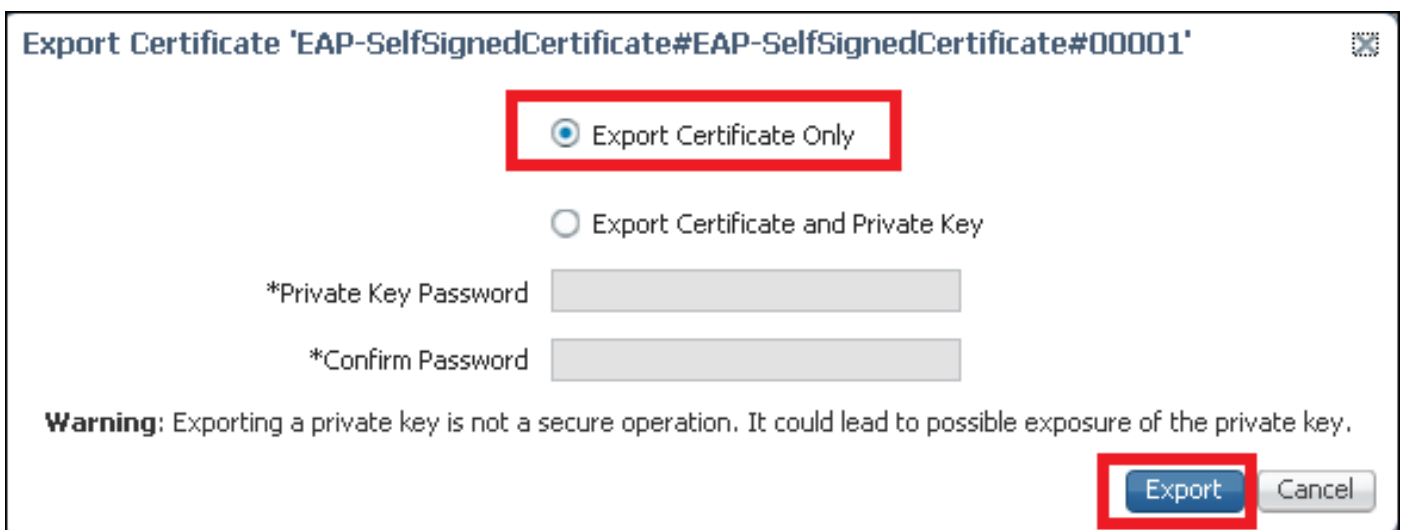 Export Certificate 'EAP-SelfSignedCertificate#EAP-SelfSignedCertificate#00001'
Export Certificate Only
Export Certificate and Private Key
*Private Key Password
*Confirm Password
Warning: Exporting a private key is not a secure operation. It could lead to possible exposure of the private key.
Export Cancel